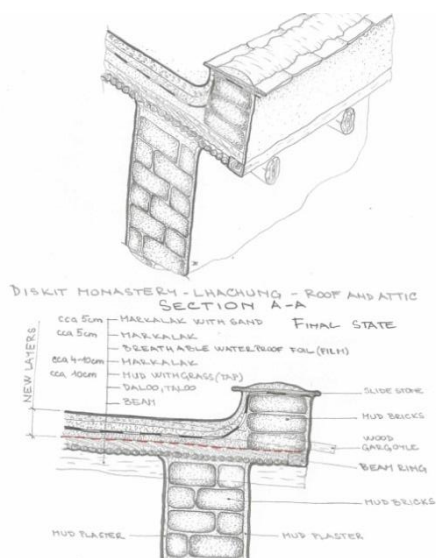 DISKIT MONASTERY - LHACHUNG - ROOF AND ATTIC
SECTION A-A
FINAL STATE
NEW LAYERS
cca 5cm MARKALAK WITH SAND
cca 5cm MARKALAK
BREATHABLE WATERPROOF FOIL (FILM)
cca 4-10cm MARKALAK
cca 10cm MUD WITH GRASS (TAP)
DALOO, TALOO
BEAM
SLIDE STONE
MUD BRICKS
WOOD
GARGOYLE
BEAM RING
MUD BRICKS
MUD PLASTER
MUD PLASTER